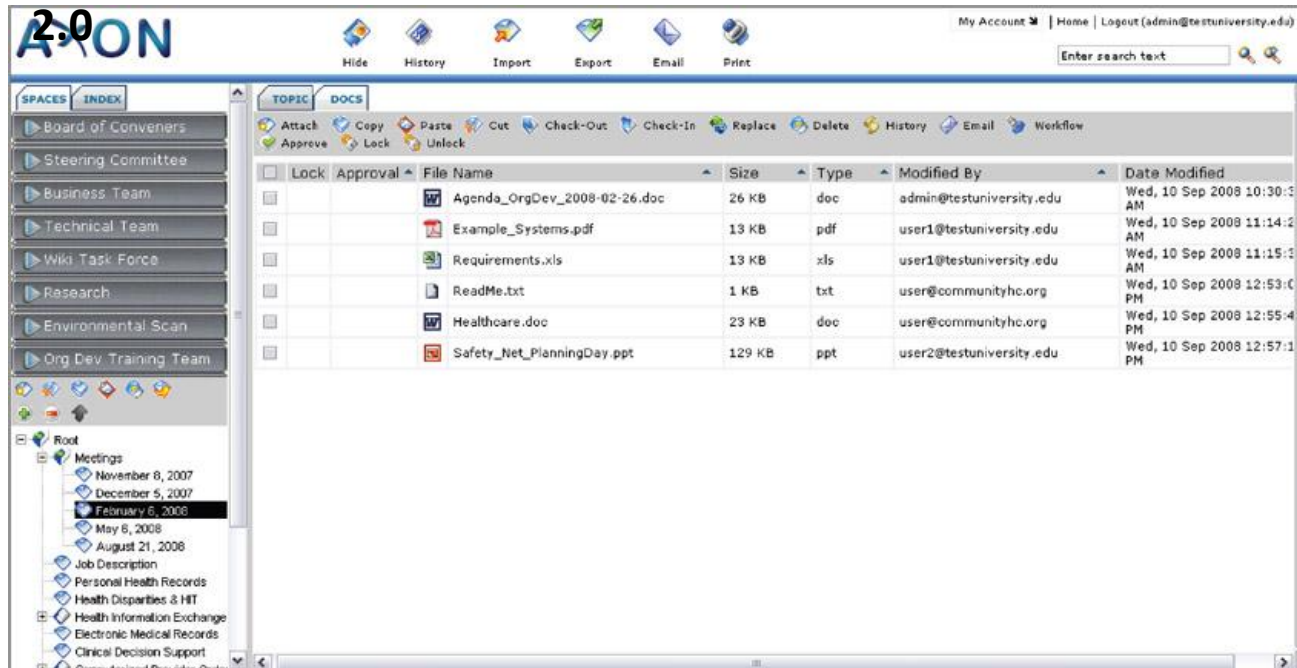 2.0
AXON
Hide History Import Export Email Print
My Account | Home | Logout (admin@testuniversity.edu)
Enter search text
SPACES INDEX
Board of Conveners
Steering Committee
Business Team
Technical Team
Wiki Task Force
Research
Environmental Scan
Org Dev Training Team
Root
Meetings
November 8, 2007
December 5, 2007
February 6, 2008
May 6, 2008
August 21, 2008
Job Description
Personal Health Records
Health Disparities & HIT
Health Information Exchange
Electronic Medical Records
Clinical Decision Support
TOPIC DOCS
Attach Copy Paste Cut Check-Out Check-In Replace Delete History Email Workflow
Approve Lock Unlock
Lock Approval File Name Size Type Modified By Date Modified
Agenda_OrgDev_2008-02-26.doc 26 KB doc admin@testuniversity.edu Wed, 10 Sep 2008 10:30:3
AM
Example_Systems.pdf 13 KB pdf user1@testuniversity.edu Wed, 10 Sep 2008 11:14:2
AM
Requirements.xls 13 KB xls user1@testuniversity.edu Wed, 10 Sep 2008 11:15:3
AM
ReadMe.txt 1 KB txt user@communityhc.org Wed, 10 Sep 2008 12:53:0
PM
Healthcare.doc 23 KB doc user@communityhc.org Wed, 10 Sep 2008 12:55:4
PM
Safety_Net_PlanningDay.ppt 129 KB ppt user2@testuniversity.edu Wed, 10 Sep 2008 12:57:1
PM